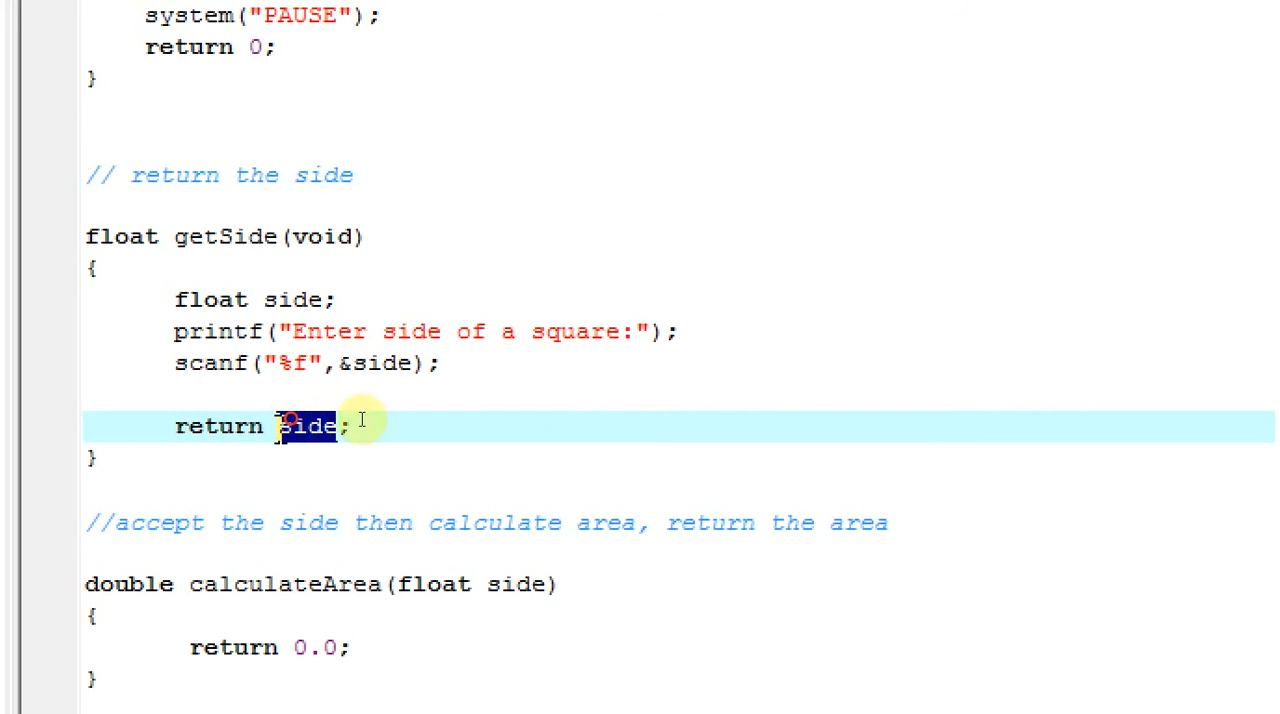 system("PAUSE");
return 0;
}
// return the side
float getSide(void)
{
float side;
printf("Enter side of a square:");
scanf("%f",&side);
return side;
}
//accept the side then calculate area, return the area
double calculateArea(float side)
{
return 0.0;
}